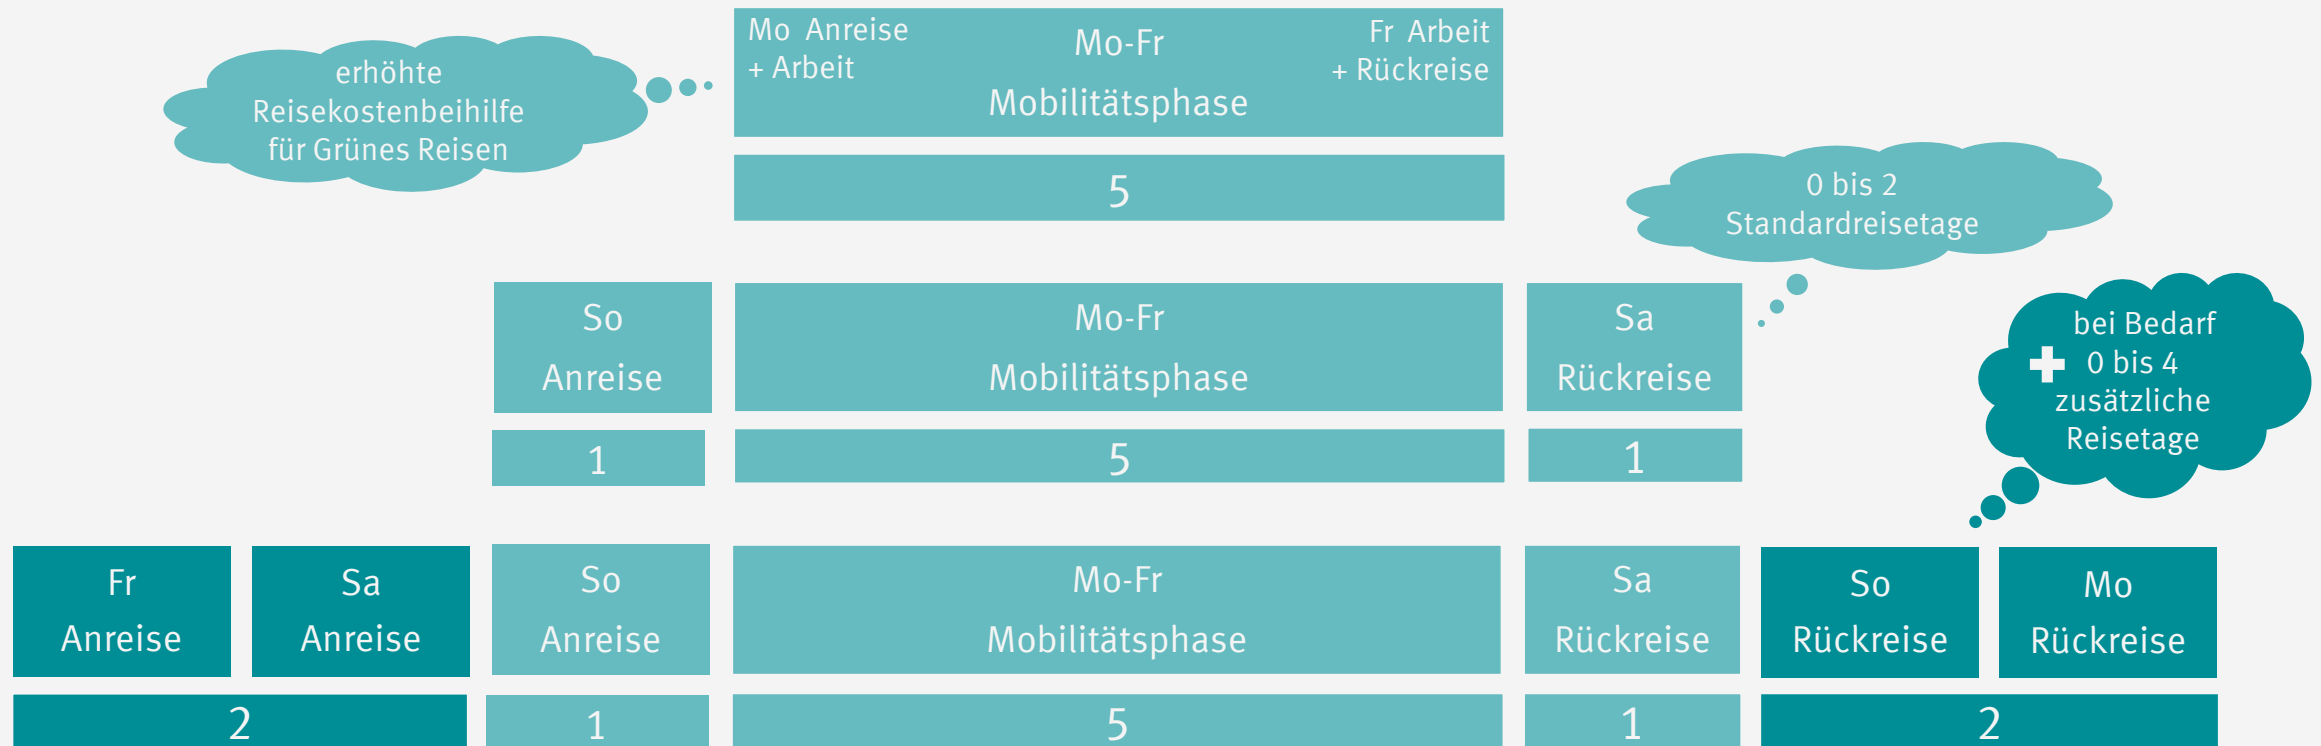 erhöhte
Reisekostenbeihilfe
für Grünes Reisen
Mo Anreise
+ Arbeit
Mo-Fr
Mobilitätsphase
Fr Arbeit
+ Rückreise
5
0 bis 2
Standardreisetage
So
Anreise
Mo-Fr
Mobilitätsphase
Sa
Rückreise
1
5
1
bei Bedarf
+ 0 bis 4
zusätzliche
Reisetage
Fr
Anreise
Sa
Anreise
So
Anreise
Mo-Fr
Mobilitätsphase
Sa
Rückreise
So
Rückreise
Mo
Rückreise
2
1
5
1
2